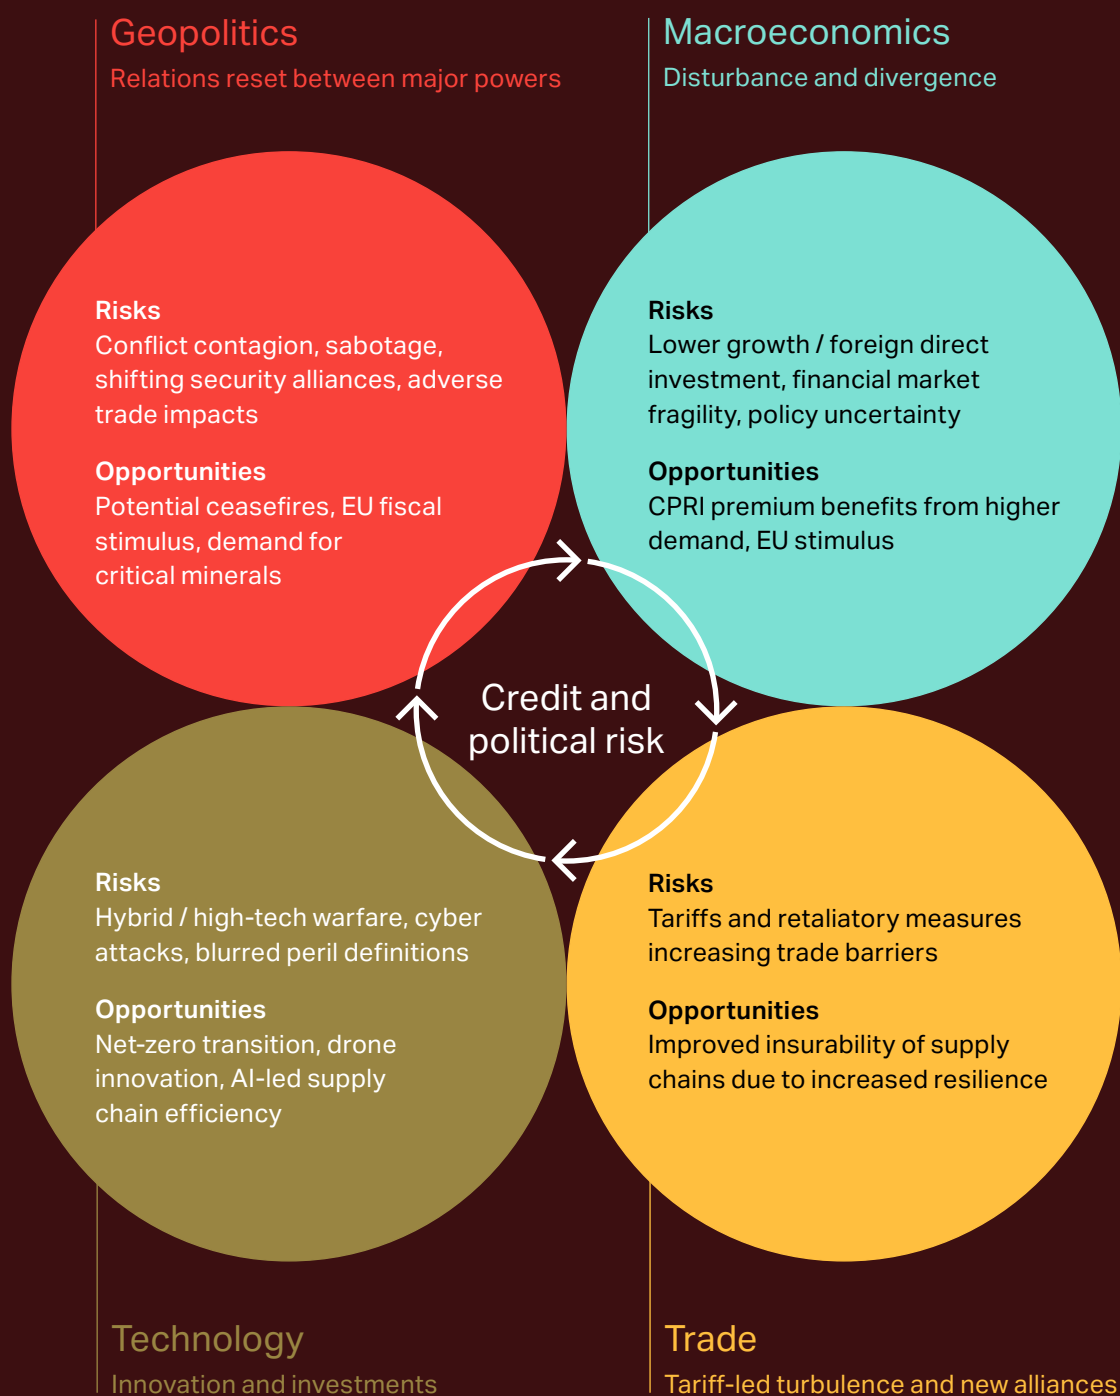 Geopolitics
Relations reset between major powers
Macroeconomics
Disturbance and divergence
Risks
Conflict contagion, sabotage,
shifting security alliances, adverse
trade impacts
Opportunities
Potential ceasefires, EU fiscal
stimulus, demand for
critical minerals
Risks
Lower growth / foreign direct
investment, financial market
fragility, policy uncertainty
Opportunities
CPRI premium benefits from higher
demand, EU stimulus
Credit and
political risk
Risks
Hybrid / high-tech warfare, cyber
attacks, blurred peril definitions
Opportunities
Net-zero transition, drone
innovation, AI-led supply
chain efficiency
Risks
Tariffs and retaliatory measures
increasing trade barriers
Opportunities
Improved insurability of supply
chains due to increased resilience
Technology
Innovation and investments
Trade
Tariff-led turbulence and new alliances